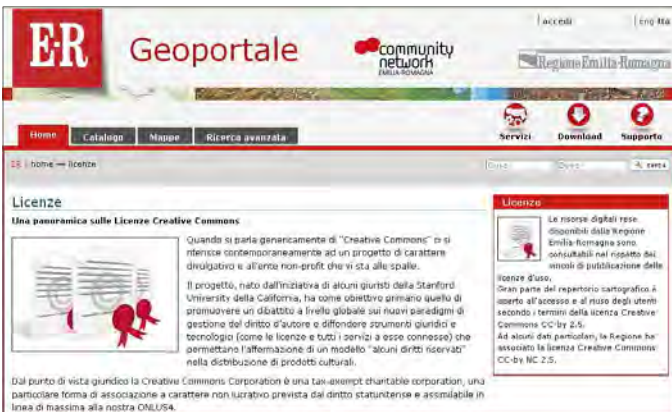 accedi eng ita
E·R
Geoportale
community
network
EMILIA-ROMAGNA
Regione Emilia-Romagna
Home Catalogo Mappe Ricerca avanzata
Servizi Download Supporto
home → licenze
cerca
Licenze
Una panoramica sulle Licenze Creative Commons
Quando si parla genericamente di "Creative Commons" ci si
riferisce contemporaneamente ad un progetto di carattere
divulgativo e all'ente non-profit che vi sta alle spalle.
Il progetto, nato dall'iniziativa di alcuni giuristi della Stanford
University della California, ha come obiettivo primario quello di
promuovere un dibattito a livello globale sui nuovi paradigmi di
gestione del diritto d'autore e diffondere strumenti giuridici e
tecnologici (come le licenze e tutti i servizi a esse connesse) che
permettano l'affermazione di un modello "alcuni diritti riservati"
nella distribuzione di prodotti culturali.
Dal punto di vista giuridico la Creative Commons Corporation è una tax-exempt charitable corporation, una
particolare forma di associazione a carattere non lucrativo prevista dal diritto statunitense e assimilabile in
linea di massima alla nostra ONLUS4.
Licenze
Le risorse digitali rese
disponibili dalla Regione
Emilia-Romagna sono
consultabili nel rispetto dei
vincoli di pubblicazione delle
licenze d'uso.
Gran parte del repertorio cartografico è
aperto all'accesso e al riuso degli utenti
secondo i termini della licenza Creative
Commons CC-by 2.5.
Ad alcuni dati particolari, la Regione ha
associato la licenza Creative Commons
CC-by NC 2.5.